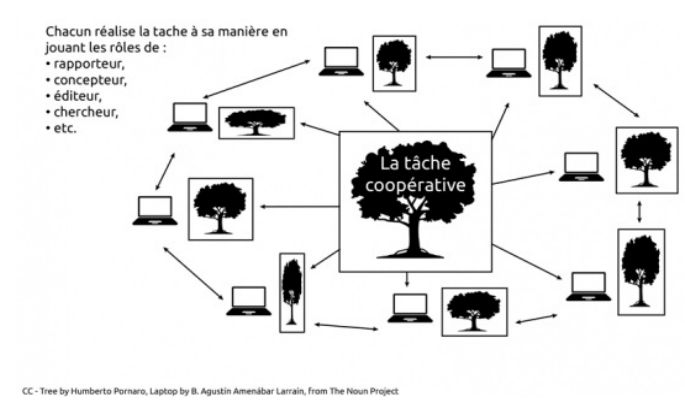 Chacun réalise la tache à sa manière en
jouant les rôles de :
• rapporteur,
• concepteur,
• éditeur,
• chercheur,
• etc.
La tâche
coopérative
CC - Tree by Humberto Pornaro, Laptop by B. Agustín Amenábar Larraín, from The Noun Project